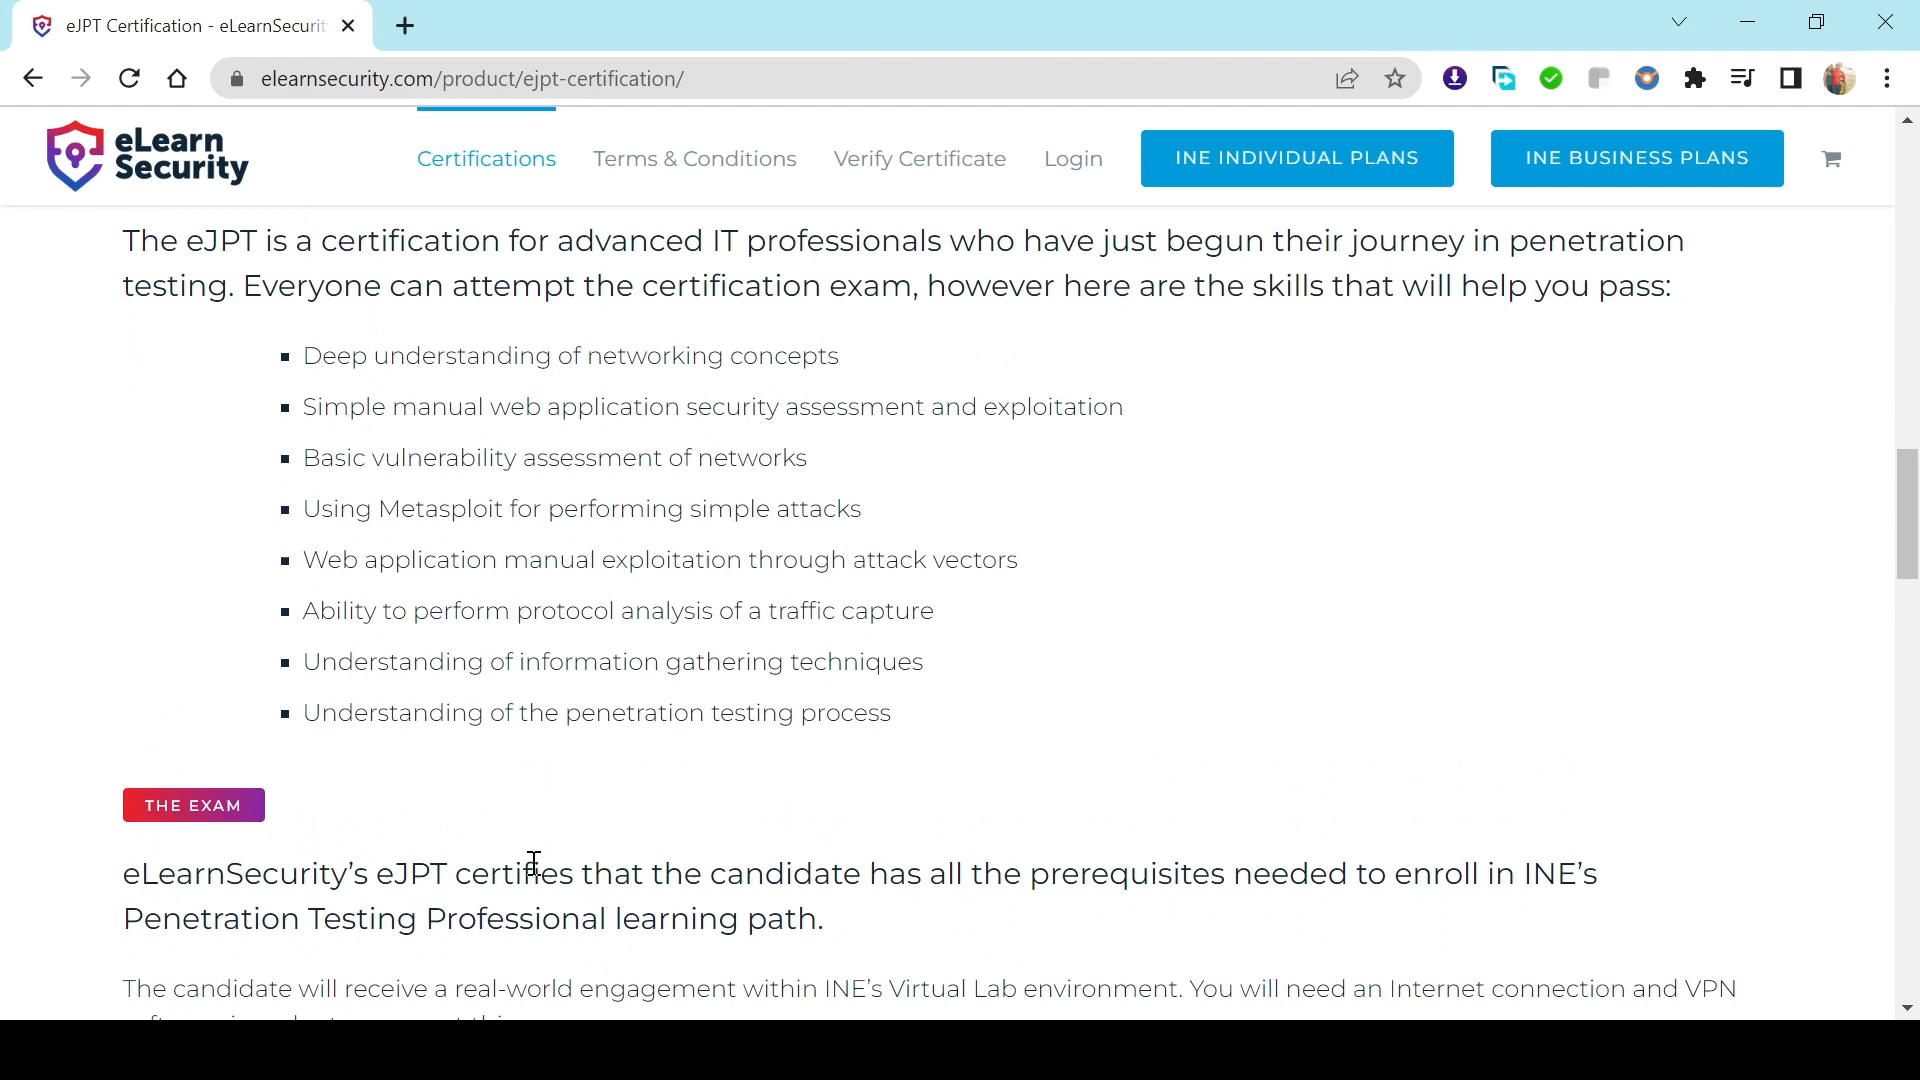 eJPT Certification - eLearnSecurit
elearnsecurity.com/product/ejpt-certification/
eLearn
Security
Certifications
Terms & Conditions
Verify Certificate
Login
INE INDIVIDUAL PLANS
INE BUSINESS PLANS
The eJPT is a certification for advanced IT professionals who have just begun their journey in penetration
testing. Everyone can attempt the certification exam, however here are the skills that will help you pass:
Deep understanding of networking concepts
Simple manual web application security assessment and exploitation
Basic vulnerability assessment of networks
Using Metasploit for performing simple attacks
Web application manual exploitation through attack vectors
Ability to perform protocol analysis of a traffic capture
Understanding of information gathering techniques
Understanding of the penetration testing process
THE EXAM
eLearnSecurity’s eJPT certifies that the candidate has all the prerequisites needed to enroll in INE’s
Penetration Testing Professional learning path.
The candidate will receive a real-world engagement within INE’s Virtual Lab environment. You will need an Internet connection and VPN